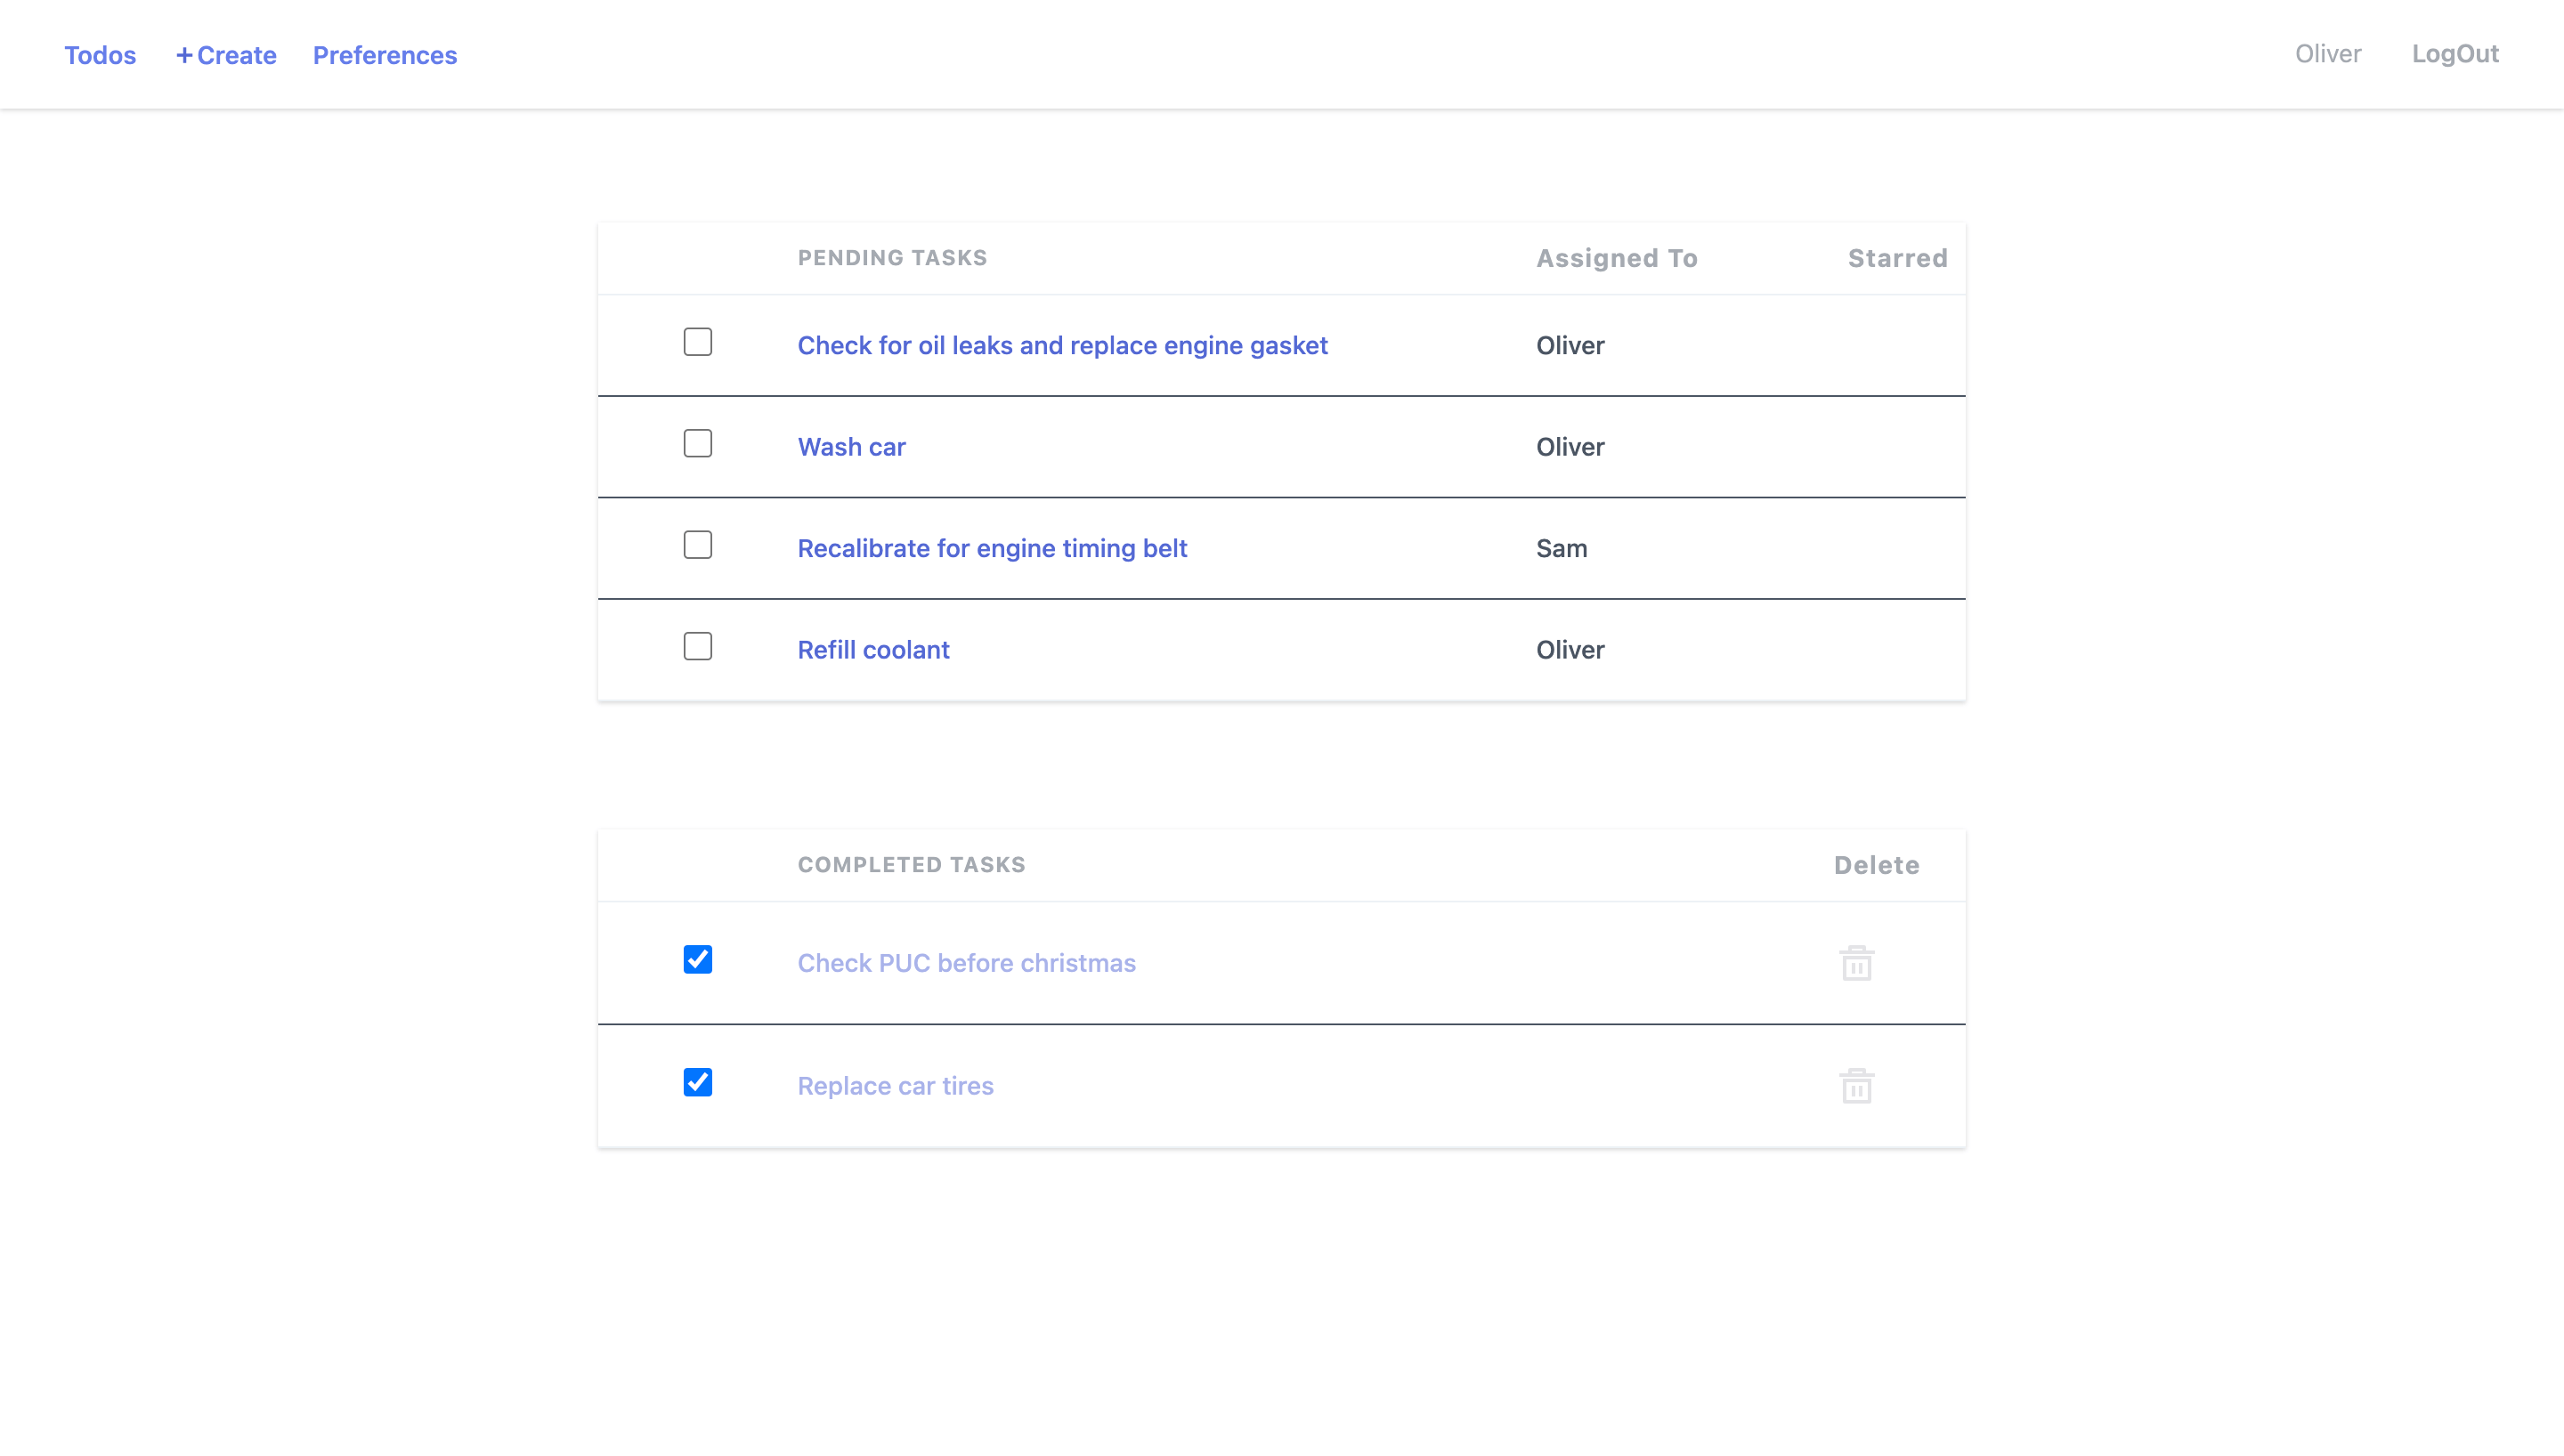 Todos +Create Preferences Oliver LogOut
PENDING TASKS Assigned To Starred
Check for oil leaks and replace engine gasket Oliver
Wash car Oliver
Recalibrate for engine timing belt Sam
Refill coolant Oliver
COMPLETED TASKS Delete
Check PUC before christmas
Replace car tires